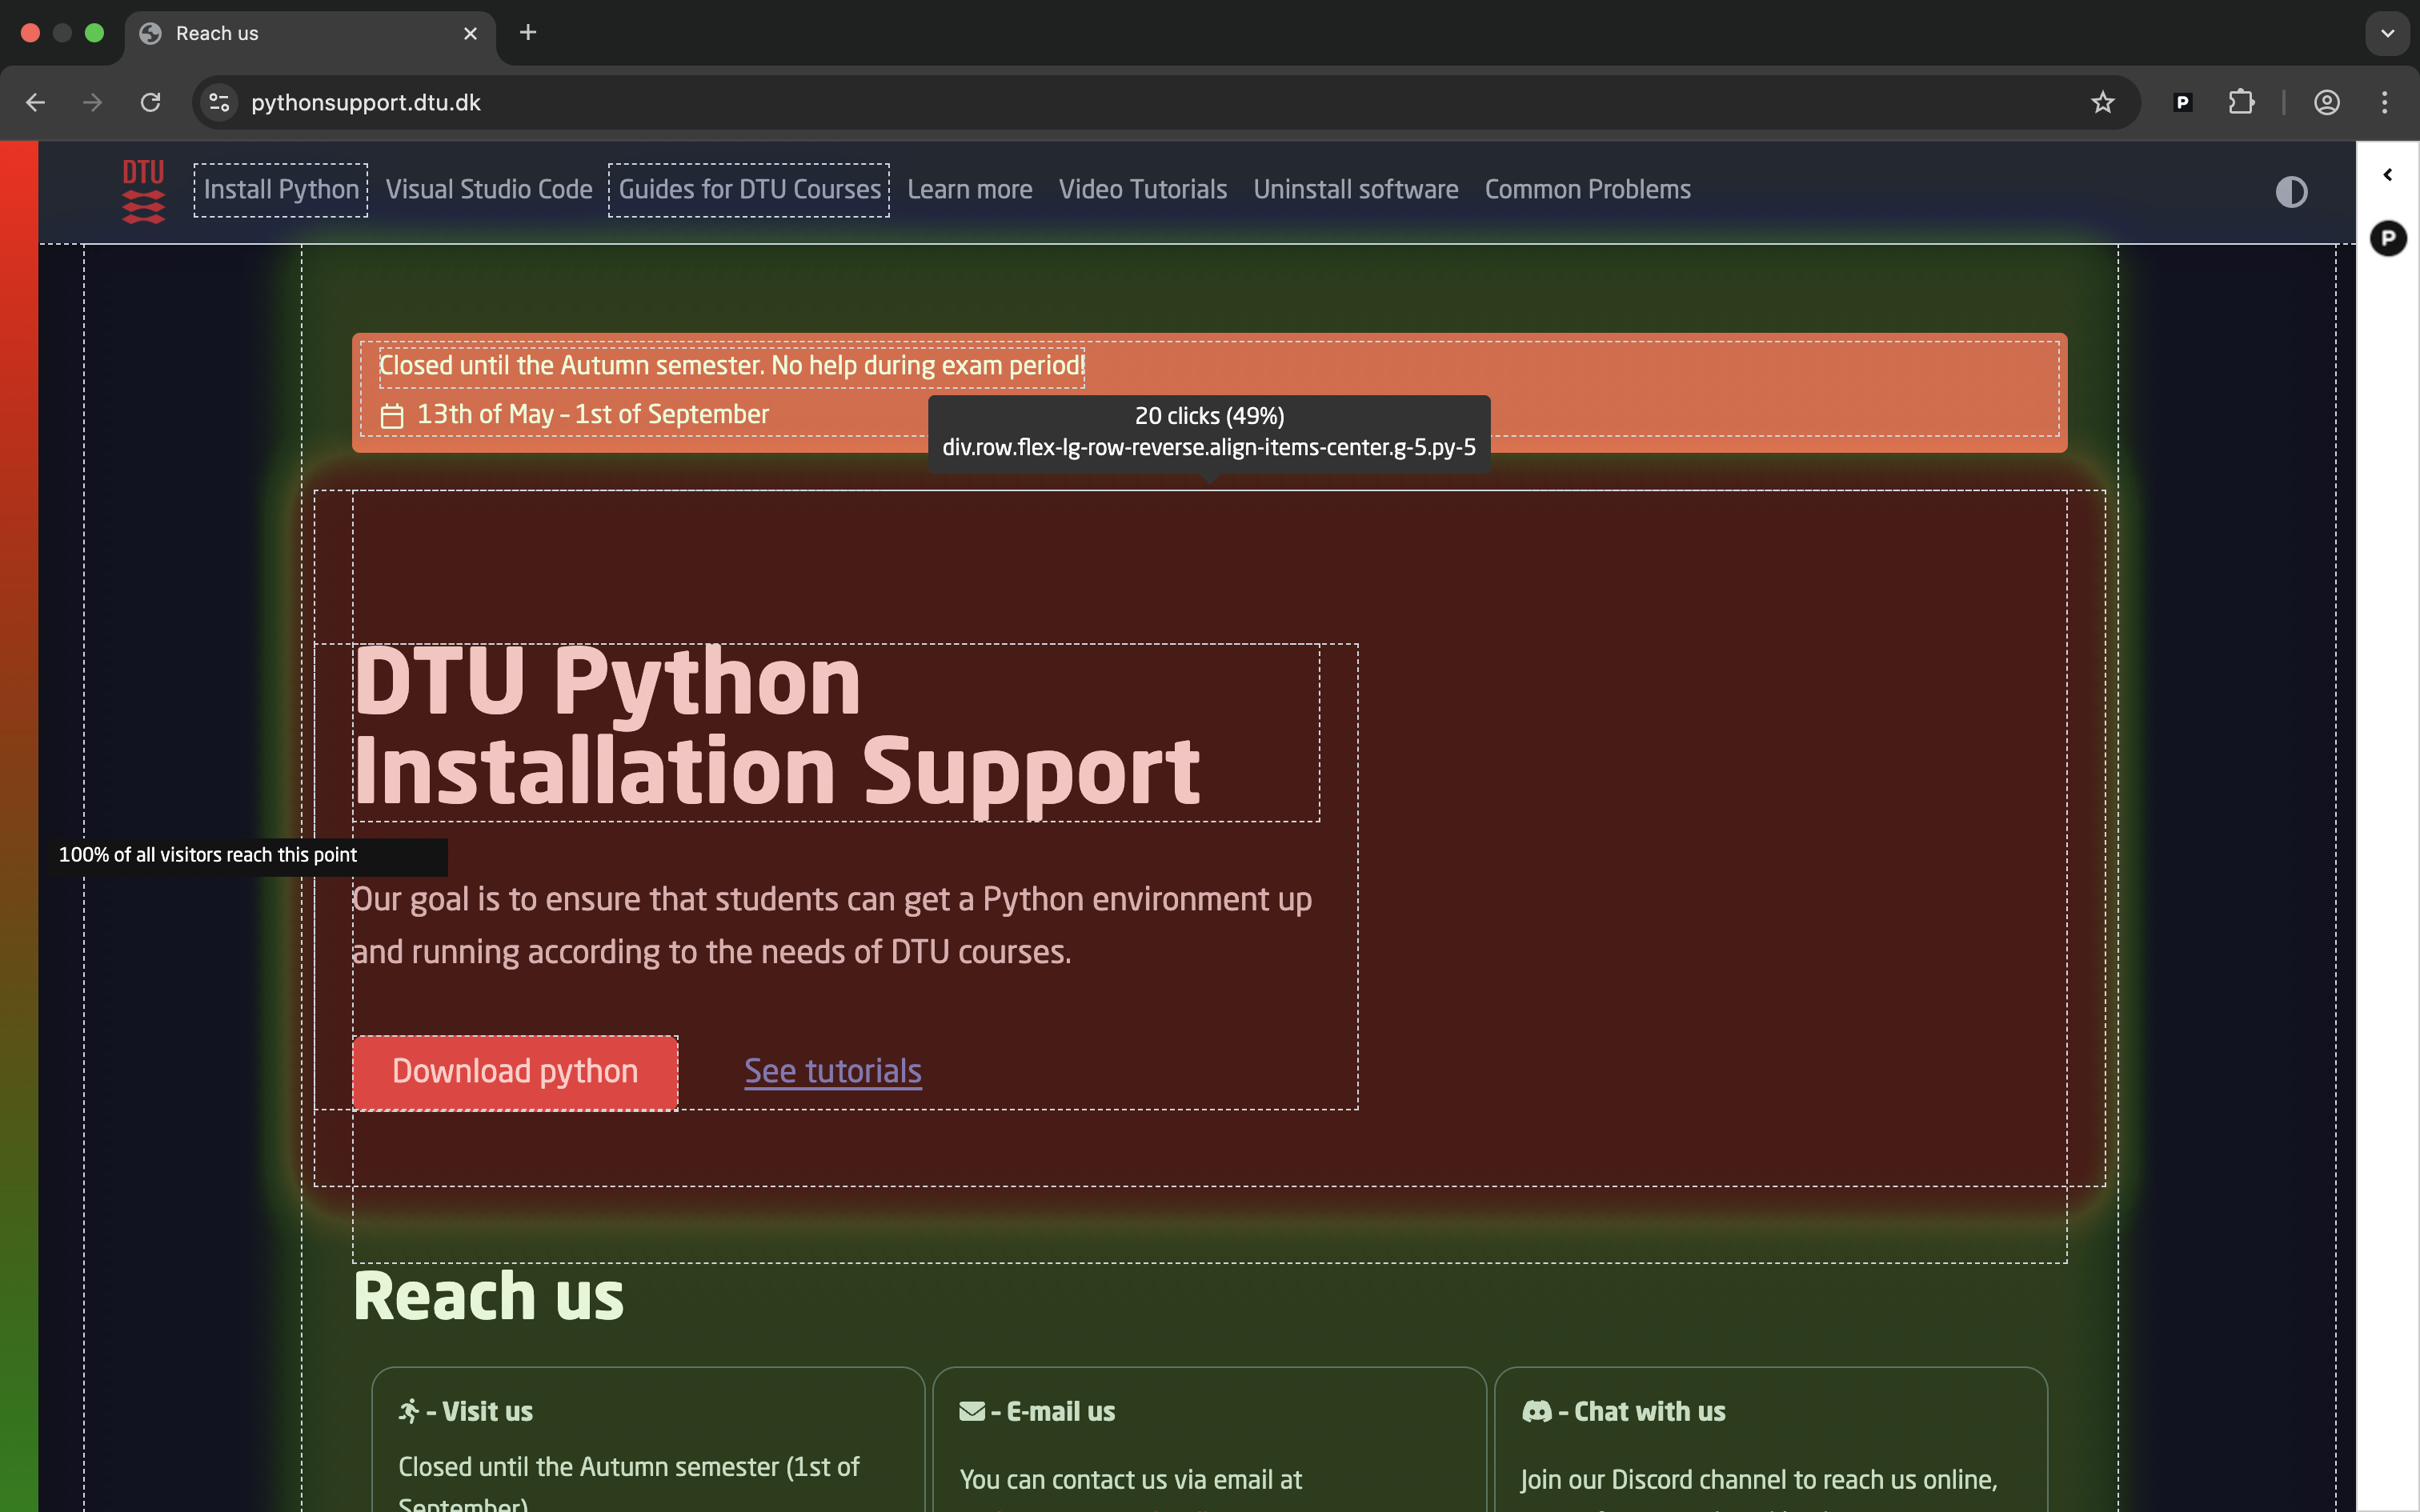 Reach us
pythonsupport.dtu.dk
P
DTU
Install Python
Visual Studio Code
Guides for DTU Courses
Learn more
Video Tutorials
Uninstall software
Common Problems
P
Closed until the Autumn semester. No help during exam period!
13th of May – 1st of September
20 clicks (49%)
div.row.flex-lg-row-reverse.align-items-center.g-5.py-5
DTU Python
Installation Support
100% of all visitors reach this point
Our goal is to ensure that students can get a Python environment up
and running according to the needs of DTU courses.
Download python
See tutorials
Reach us
– Visit us
Closed until the Autumn semester (1st of
September)
– E-mail us
You can contact us via email at
– Chat with us
Join our Discord channel to reach us online,